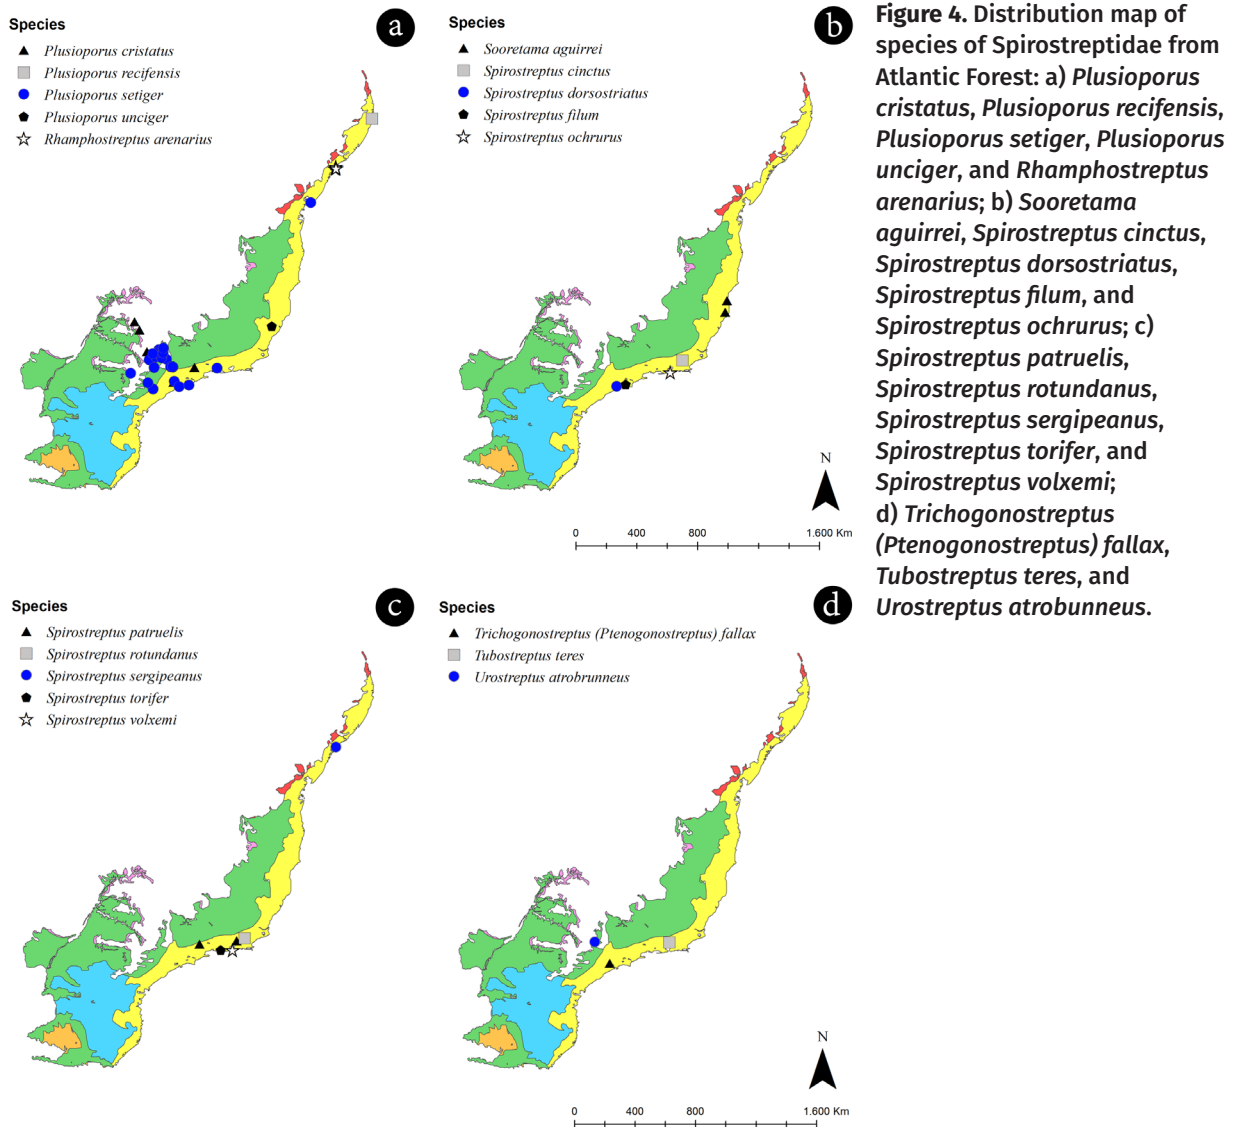 Species
Plusioporus cristatus
Plusioporus recifensis
Plusioporus setiger
Plusioporus unciger
Rhamphostreptus arenarius
a
Species
Sooretama aguirrei
Spirostreptus cinctus
Spirostreptus dorsostriatus
Spirostreptus filum
Spirostreptus ochrurus
b
N
0 400 800 1.600 Km
Species
Spirostreptus patruelis
Spirostreptus rotundanus
Spirostreptus sergipeanus
Spirostreptus torifer
Spirostreptus volxemi
c
Species
Trichogonostreptus (Ptenogonostreptus) fallax
Tubostreptus teres
Urostreptus atrobrunneus
d
N
0 400 800 1.600 Km
Figure 4. Distribution map of
species of Spirostreptidae from
Atlantic Forest: a) Plusioporus
cristatus, Plusioporus recifensis,
Plusioporus setiger, Plusioporus
unciger, and Rhamphostreptus
arenarius; b) Sooretama
aguirrei, Spirostreptus cinctus,
Spirostreptus dorsostriatus,
Spirostreptus filum, and
Spirostreptus ochrurus; c)
Spirostreptus patruelis,
Spirostreptus rotundanus,
Spirostreptus sergipeanus,
Spirostreptus torifer, and
Spirostreptus volxemi;
d) Trichogonostreptus
(Ptenogonostreptus) fallax,
Tubostreptus teres, and
Urostreptus atrobunneus.